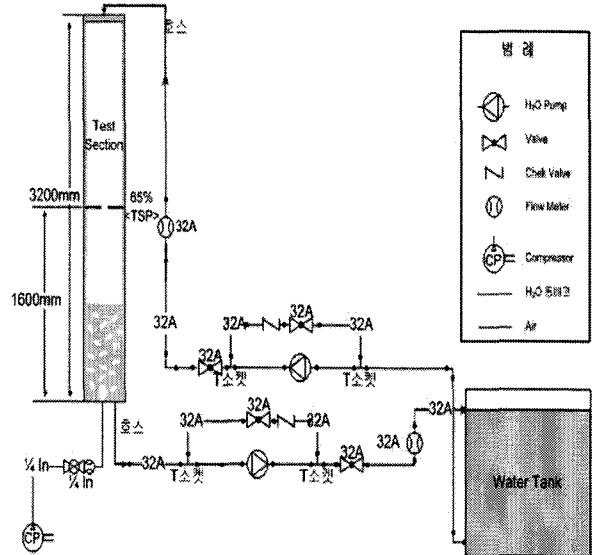 호스
32A
Test
Section
3200mm
65%
<TSP>
32A
1600mm
32A
32A
32A
32A
T소켓
T소켓
호스
32A
32A
32A
32A
32A
32A
T소켓
T소켓
¼ In
¼ In
CP
Water Tank
범 례
H₂O Pump
Valve
Chek Valve
Flow Meter
CP
Compressor
H₂O
Air